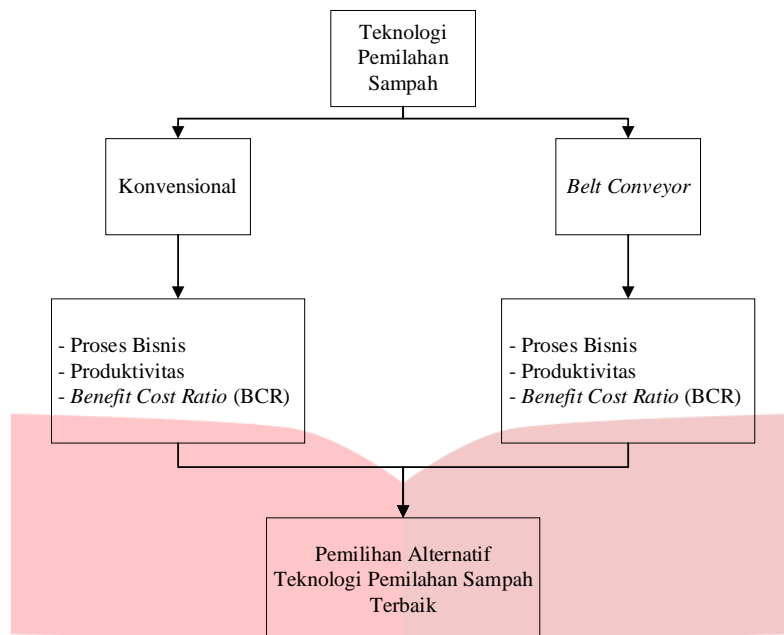 Teknologi
Pemilahan
Sampah
Konvensional
Belt Conveyor
- Proses Bisnis
- Produktivitas
- Benefit Cost Ratio (BCR)
- Proses Bisnis
- Produktivitas
- Benefit Cost Ratio (BCR)
Pemilihan Alternatif
Teknologi Pemilahan Sampah
Terbaik